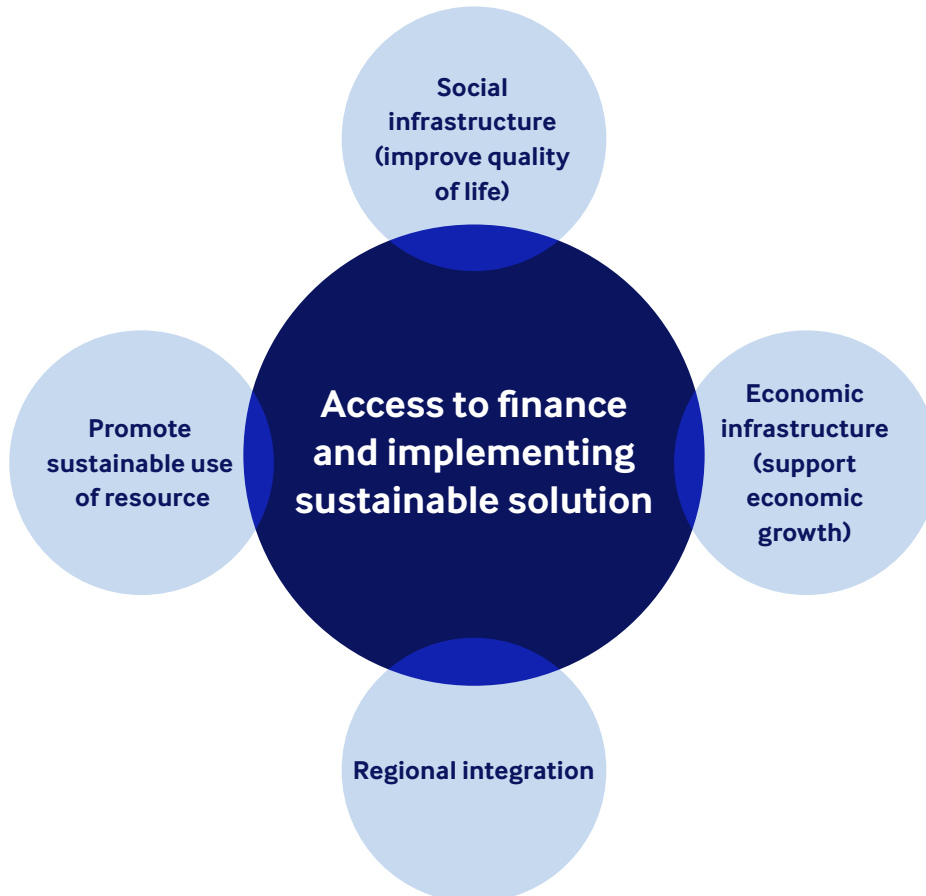 Social
infrastructure
(improve quality
of life)
Promote
sustainable use
of resource
Access to finance
and implementing
sustainable solution
Economic
infrastructure
(support
economic
growth)
Regional integration